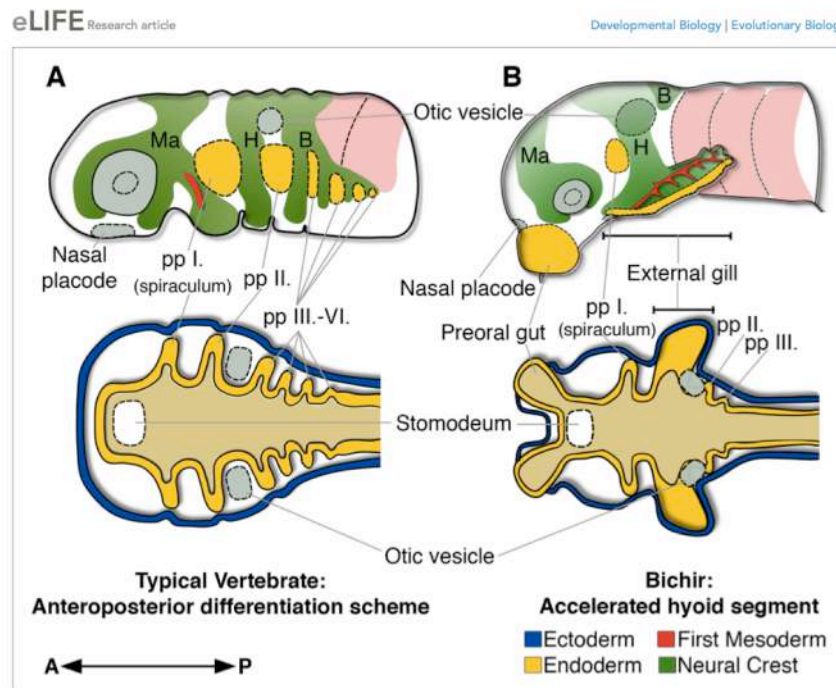 eLIFE Research article
Developmental Biology | Evolutionary Biolog
A
B
Otic vesicle
B
Ma
H
B
Ma
H
Nasal
placode
pp I.
(spiraculum)
pp II.
pp III.-VI.
Nasal placode
Preoral gut
pp I.
(spiraculum)
External gill
pp II.
pp III.
Stomodeum
Otic vesicle
Typical Vertebrate:
Anteroposterior differentiation scheme
Bichir:
Accelerated hyoid segment
A
P
Ectoderm
First Mesoderm
Endoderm
Neural Crest